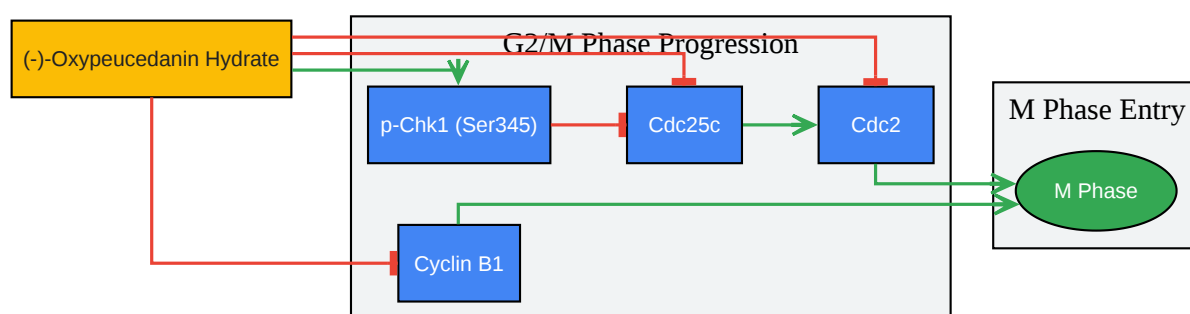 (-)-Oxypeucedanin Hydrate
G2/M Phase Progression
p-Chk1 (Ser345)
Cdc25c
Cdc2
M Phase Entry
M Phase
Cyclin B1